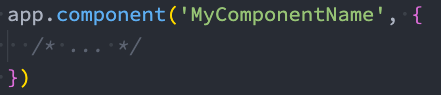 app.component('MyComponentName', {
  /* ... */
})